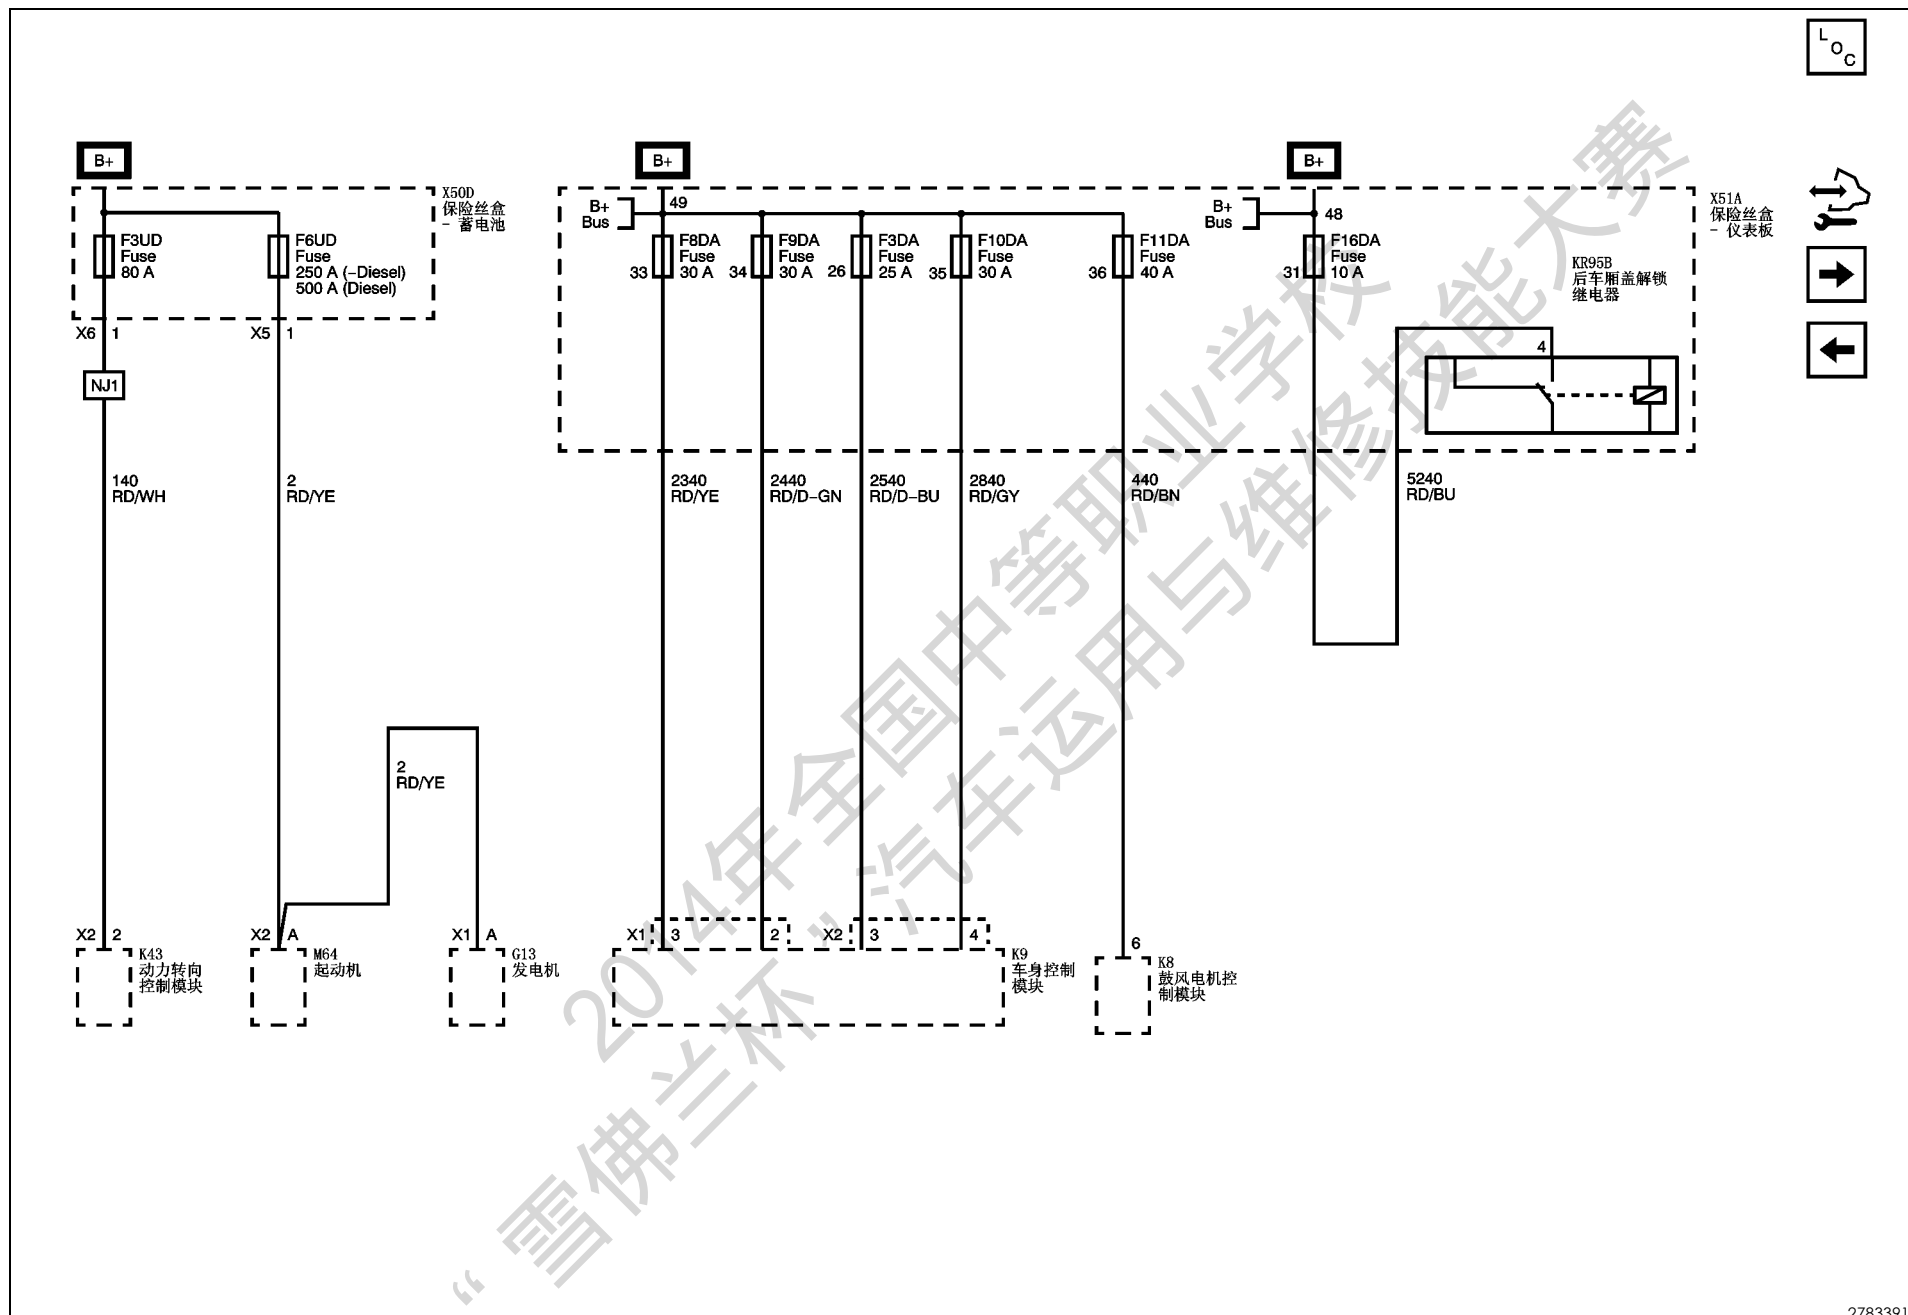 L
O
C
B+
B+
B+
X50D
保险丝盒
- 蓄电池
F3UD
Fuse
80 A
F6UD
Fuse
250 A (-Diesel)
500 A (Diesel)
X6 1
X5 1
NJ1
B+
Bus
49
F8DA
Fuse
30 A
33
F9DA
Fuse
30 A
34
F3DA
Fuse
25 A
26
F10DA
Fuse
30 A
35
F11DA
Fuse
40 A
36
B+
Bus
48
F16DA
Fuse
10 A
31
X51A
保险丝盒
- 仪表板
KR95B
后车厢盖解锁
继电器
4
140
RD/WH
2
RD/YE
2340
RD/YE
2440
RD/D-GN
2540
RD/D-BU
2840
RD/GY
440
RD/BN
5240
RD/BU
2
RD/YE
X2 2
K43
动力转向
控制模块
X2 A
M64
起动机
X1 A
G13
发电机
X1 3
2
X2 3
4
K9
车身控制
模块
6
K8
鼓风电机控
制模块
2014年全国中等职业学校
“雪佛兰杯”汽车运用与维修技能大赛
2783391